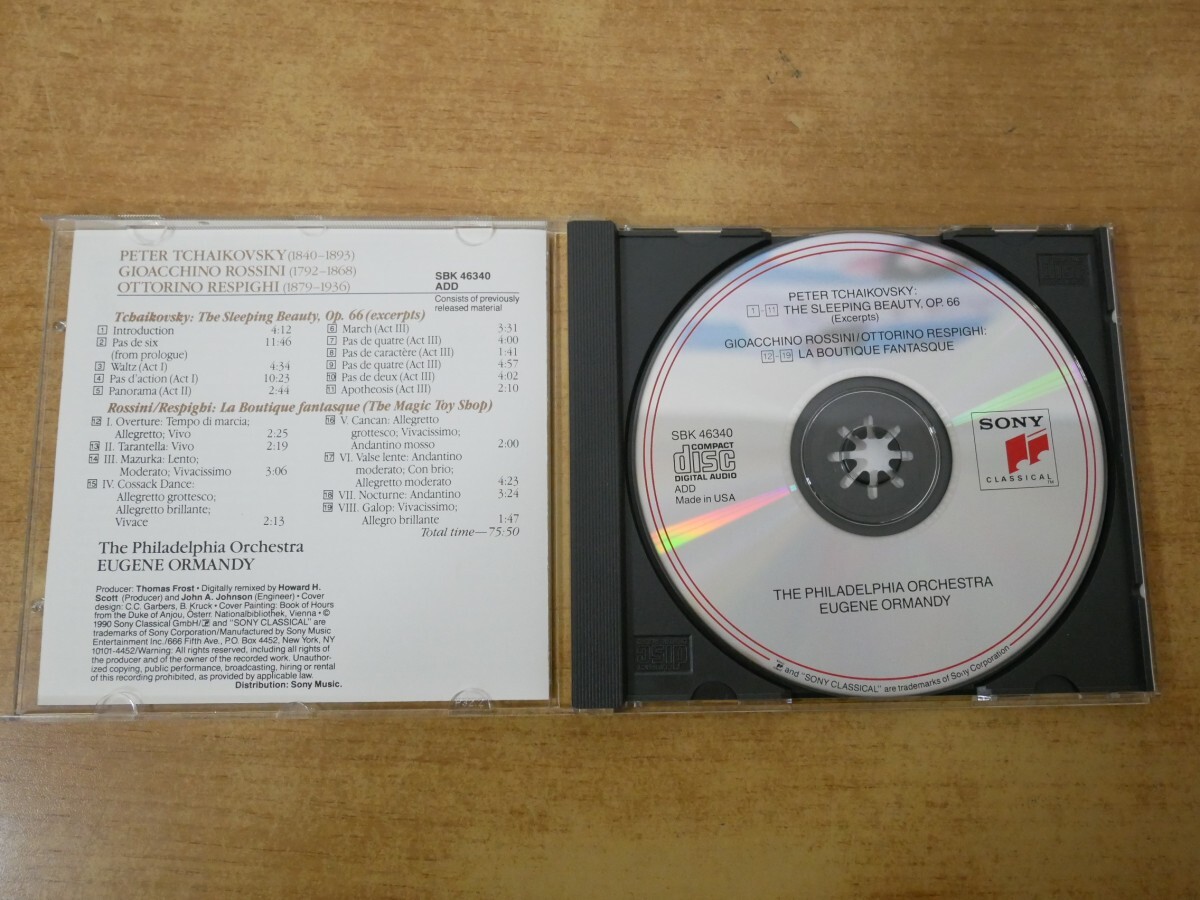 PETER TCHAIKOVSKY (1840–1893)
GIOACCHINO ROSSINI (1792–1868)
OTTORINO RESPIGHI (1879–1936)
SBK 46340
ADD
Consists of previously
released material
Tchaikovsky: The Sleeping Beauty, Op. 66 (excerpts)
1 Introduction 4:12
2 Pas de six 11:46
(from prologue)
3 Waltz (Act I) 4:34
4 Pas d'action (Act I) 10:23
5 Panorama (Act II) 2:44
6 March (Act III) 3:31
7 Pas de quatre (Act III) 4:00
8 Pas de caractère (Act III) 1:41
9 Pas de quatre (Act III) 4:57
10 Pas de deux (Act III) 4:02
11 Apotheosis (Act III) 2:10
Rossini/Respighi: La Boutique fantasque (The Magic Toy Shop)
12 I. Overture: Tempo di marcia;
Allegretto; Vivo 2:25
13 II. Tarantella: Vivo 2:19
14 III. Mazurka: Lento;
Moderato; Vivacissimo 3:06
15 IV. Cossack Dance:
Allegretto grottesco;
Allegretto brillante;
Vivace 2:13
16 V. Cancan: Allegretto
grottesco; Vivacissimo;
Andantino mosso 2:00
17 VI. Valse lente: Andantino
moderato; Con brio;
Allegretto moderato 4:23
18 VII. Nocturne: Andantino 3:24
19 VIII. Galop: Vivacissimo;
Allegro brillante 1:47
Total time—75:50
The Philadelphia Orchestra
EUGENE ORMANDY
Producer: Thomas Frost • Digitally remixed by Howard H.
Scott (Producer) and John A. Johnson (Engineer) • Cover
design: C.C. Garbers, B. Kruck • Cover Painting: Book of Hours
from the Duke of Anjou, Österr. Nationalbibliothek, Vienna • ©
1990 Sony Classical GmbH/ and "SONY CLASSICAL" are
trademarks of Sony Corporation/Manufactured by Sony Music
Entertainment Inc./666 Fifth Ave., P.O. Box 4452, New York, NY
10101-4452/Warning: All rights reserved, including all rights of
the producer and of the owner of the recorded work. Unauthor-
ized copying, public performance, broadcasting, hiring or rental
of this recording prohibited, as provided by applicable law.
Distribution: Sony Music.
PETER TCHAIKOVSKY:
1-11 THE SLEEPING BEAUTY, OP. 66
(Excerpts)
GIOACCHINO ROSSINI/OTTORINO RESPIGHI:
12-19 LA BOUTIQUE FANTASQUE
SBK 46340
COMPACT
disc
DIGITAL AUDIO
ADD
Made in USA
SONY
CLASSICAL TM
THE PHILADELPHIA ORCHESTRA
EUGENE ORMANDY
and "SONY CLASSICAL" are trademarks of Sony Corporation